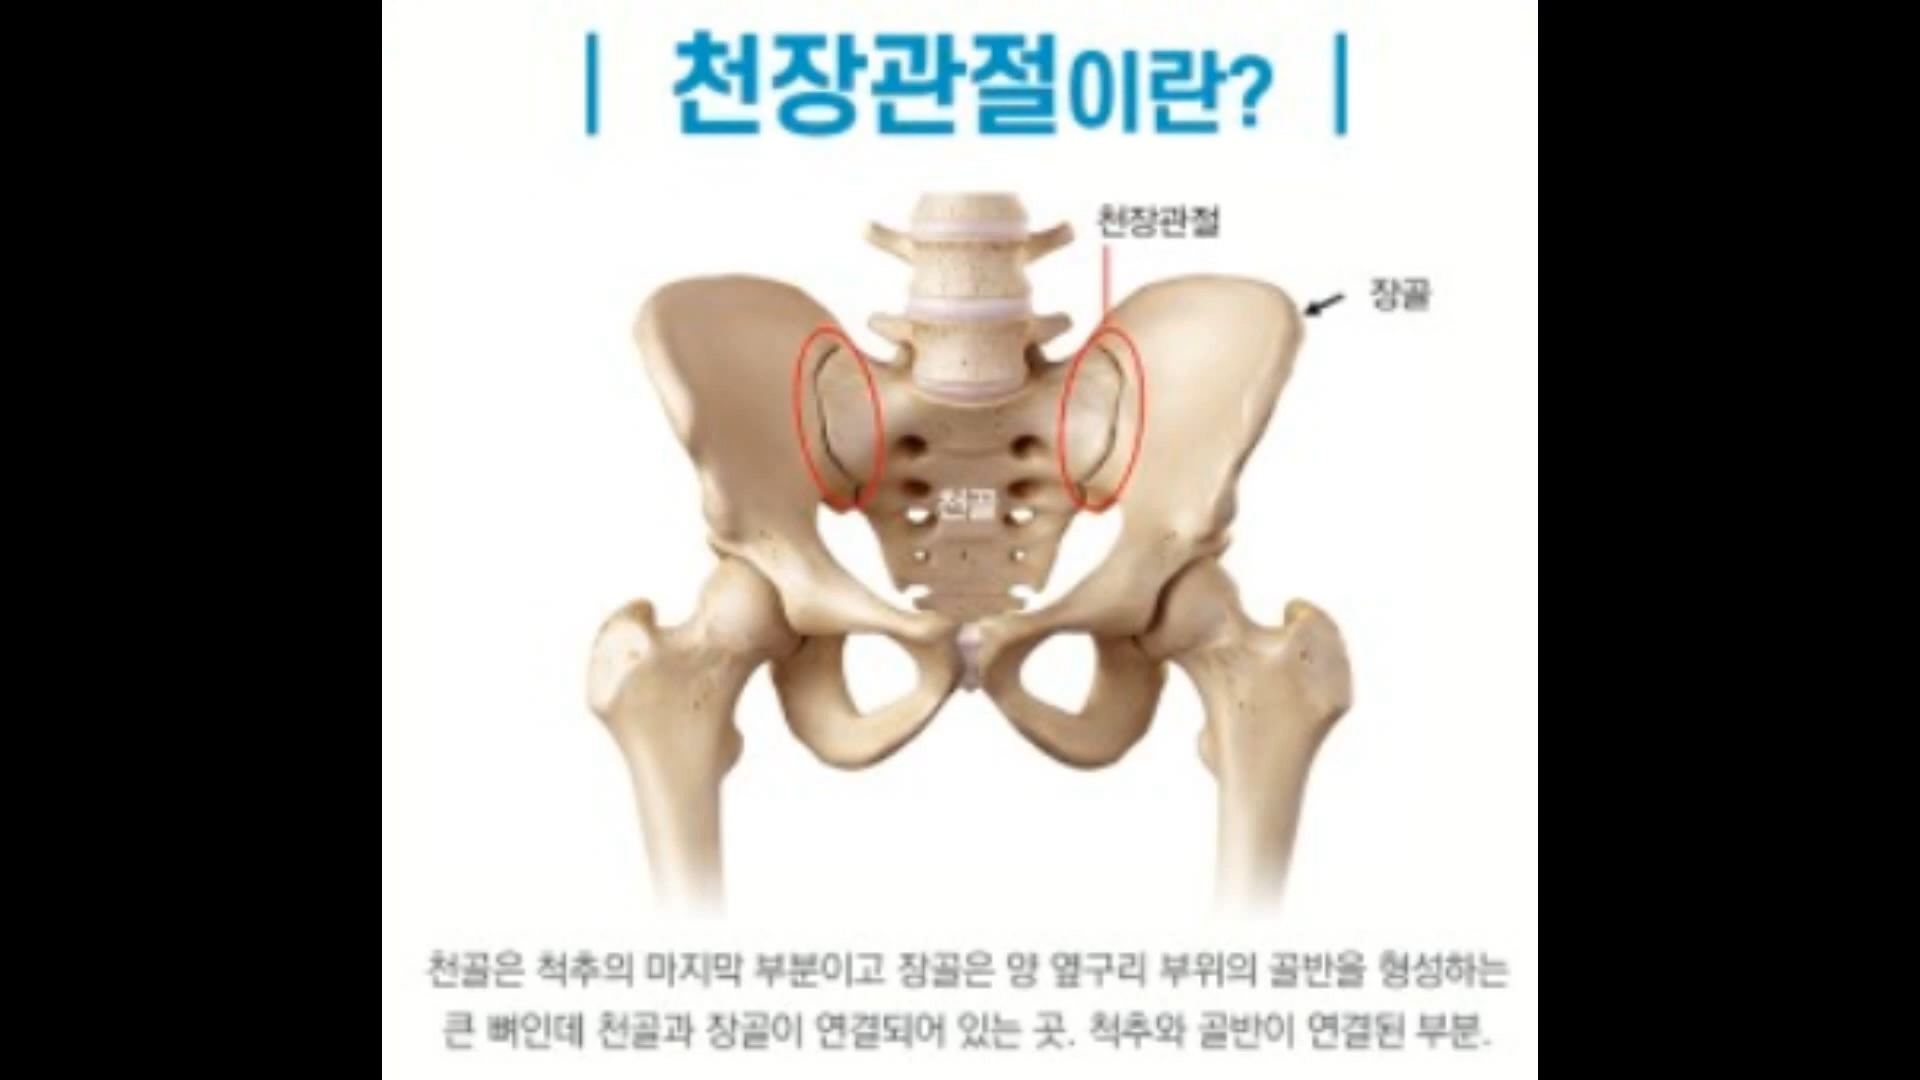 천장관절이란?
천장관절
장골
천골
천골은 척추의 마지막 부분이고 장골은 양 옆구리 부위의 골반을 형성하는
큰 뼈인데 천골과 장골이 연결되어 있는 곳. 척추와 골반이 연결된 부분.